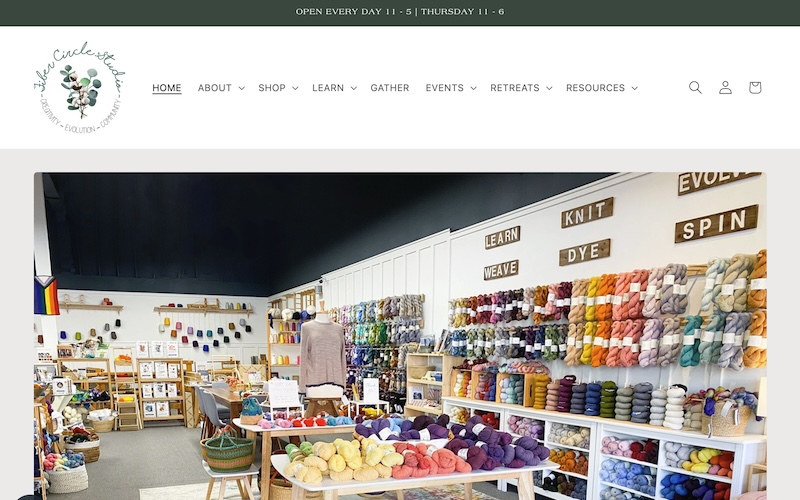 OPEN EVERY DAY 11 - 5 | THURSDAY 11 - 6
Fiber Circle Studio
- CREATIVITY - EVOLUTION - COMMUNITY -
HOME ABOUT SHOP LEARN GATHER EVENTS RETREATS RESOURCES
EVOLVE
KNIT
SPIN
LEARN
DYE
WEAVE